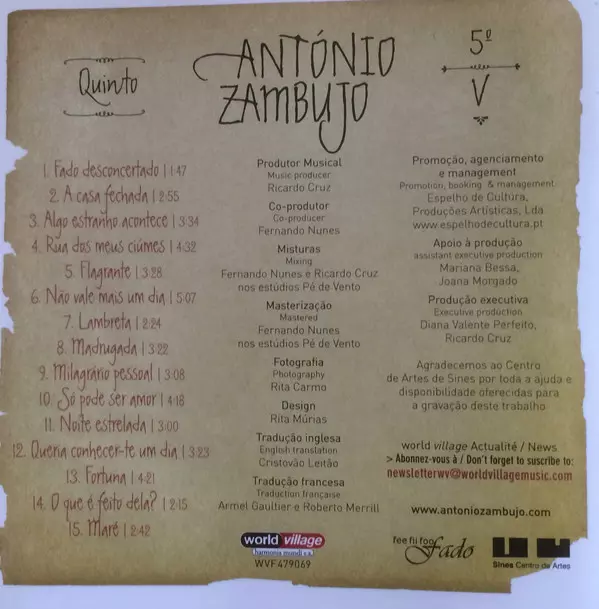 Quinto
ANTÓNIO
ZAMBUJO
5º
V
1. Fado desconcertado | 1:47
2. A casa fechada | 2:55
3. Algo estranho acontece | 3:34
4. Rua dos meus ciúmes | 4:32
5. Flagrante | 3:28
6. Não vale mais um dia | 5:07
7. Lambreta | 2:24
8. Madrugada | 3:22
9. Milagrário pessoal | 3:08
10. Só pode ser amor | 4:18
11. Noite estrelada | 3:00
12. Queria conhecer-te um dia | 3:23
13. Fortuna | 4:21
14. O que é feito dela? | 2:15
15. Maré | 2:42
Produtor Musical
Music producer
Ricardo Cruz
Co-produtor
Co-producer
Fernando Nunes
Misturas
Mixing
Fernando Nunes e Ricardo Cruz
nos estúdios Pé de Vento
Masterização
Mastered
Fernando Nunes
nos estúdios Pé de Vento
Fotografia
Photography
Rita Carmo
Design
Rita Múrias
Tradução inglesa
English translation
Cristovão Leitão
Tradução francesa
Traduction française
Armel Gaultier e Roberto Merrill
world village
harmonia mundi s.a.
WVF479069
Promoção, agenciamento
e management
Promotion, booking & management
Espelho de Cultura,
Produções Artísticas, Lda
www.espelhodecultura.pt
Apoio à produção
assistant executive production
Mariana Bessa,
Joana Morgado
Produção executiva
Executive production
Diana Valente Perfeito,
Ricardo Cruz
Agradecemos ao Centro
de Artes de Sines por toda a ajuda e
disponibilidade oferecidas para
a gravação deste trabalho
world village Actualité / News
> Abonnez-vous à / Don't forget to suscribe to:
newsletterwv@worldvillagemusic.com
www.antoniozambujo.com
fee fii foo
Fado
Sines Centro de Artes